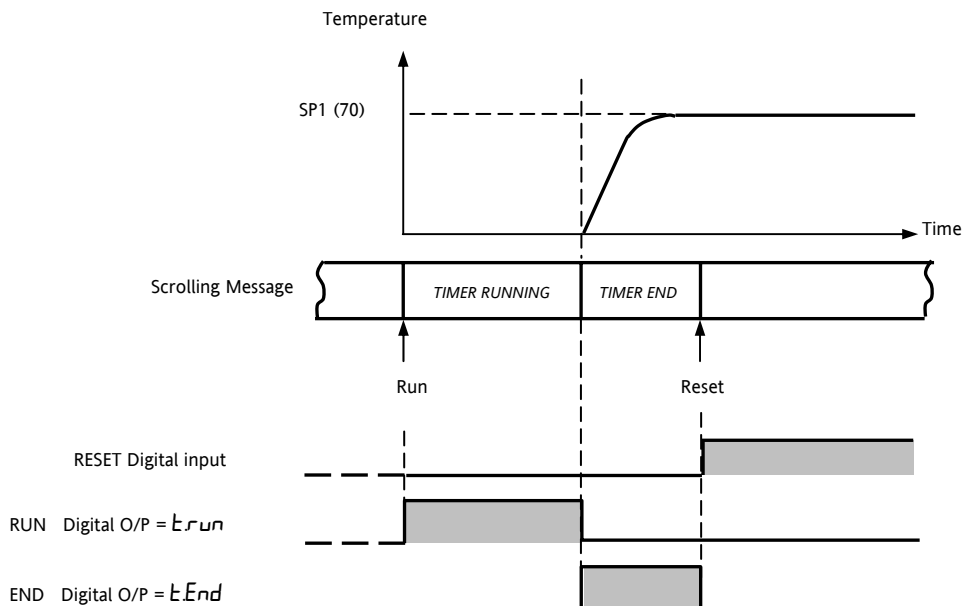 Temperature
SP1 (70)
Time
Scrolling Message
TIMER RUNNING
TIMER END
Run
Reset
RESET Digital input
RUN Digital O/P = t.run
END Digital O/P = t.End